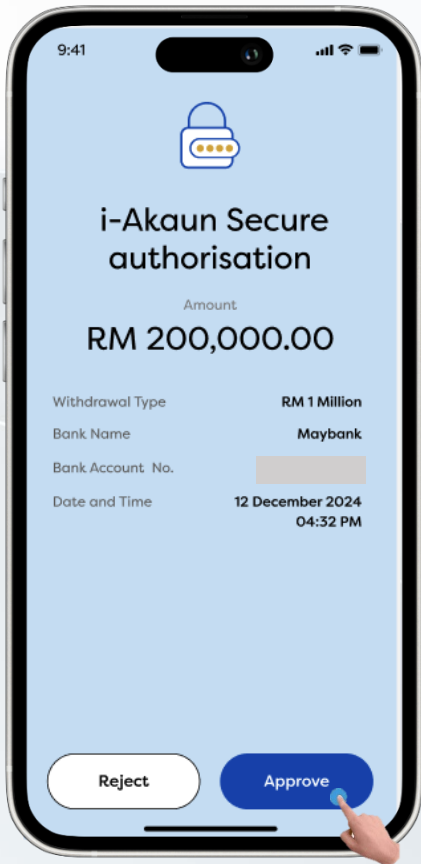 9:41
i-Akaun Secure
authorisation
Amount
RM 200,000.00
Withdrawal Type RM 1 Million
Bank Name Maybank
Bank Account No.
Date and Time 12 December 2024
04:32 PM
Reject Approve